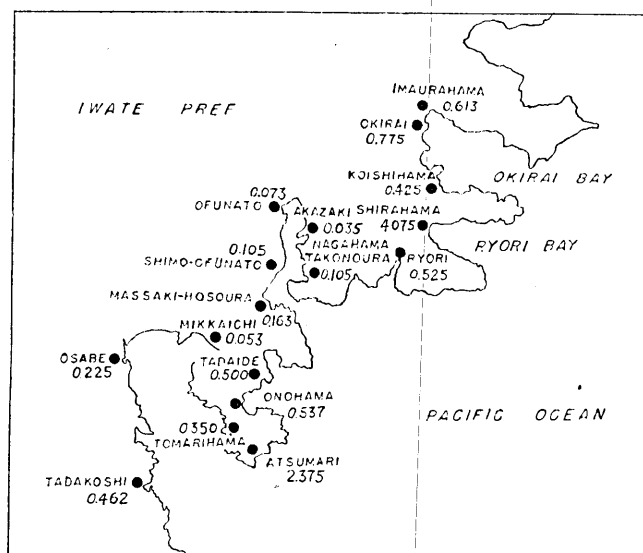 IMAURAHAMA
0.613
IWATE PREF
OKIRAI
0.775
OKIRAI BAY
KOISHIHAMA
0.425
0.073
OFUNATO
AKAZAKI
0.035
SHIRAHAMA
4.075
RYORI BAY
0.105
SHIMO-OFUNATO
NAGAHAMA
TAKONOURA
0.105
RYORI
0.525
MASSAKI-HOSOURA
0.163
MIKKAICHI
0.053
OSABE
0.225
TADAIDE
0.500
ONOHAMA
0.537
PACIFIC OCEAN
0.350
TOMARIHAMA
ATSUMARI
2.375
TADAKOSHI
0.462